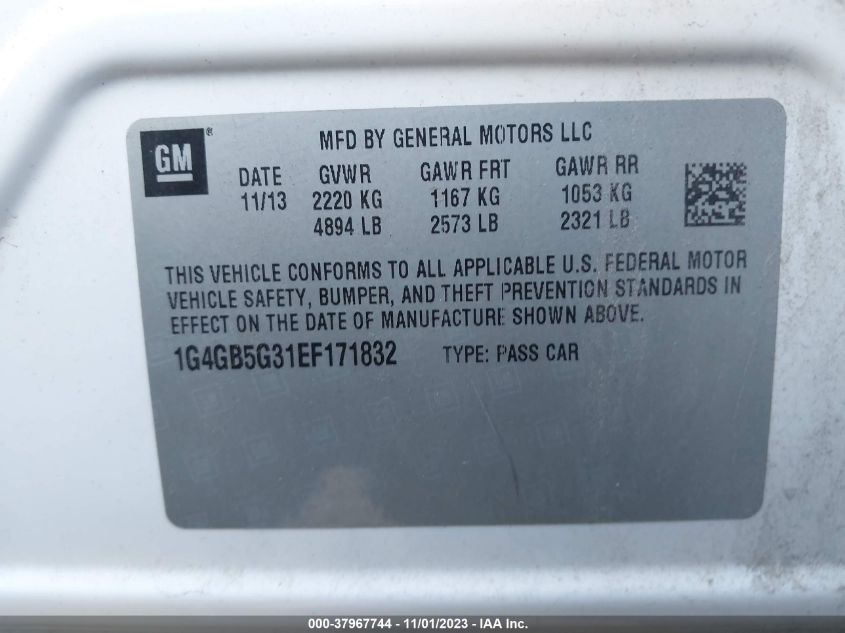 GM®
MFD BY GENERAL MOTORS LLC
DATE GVWR GAWR FRT GAWR RR
11/13 2220 KG 1167 KG 1053 KG
4894 LB 2573 LB 2321 LB
THIS VEHICLE CONFORMS TO ALL APPLICABLE U.S. FEDERAL MOTOR
VEHICLE SAFETY, BUMPER, AND THEFT PREVENTION STANDARDS IN
EFFECT ON THE DATE OF MANUFACTURE SHOWN ABOVE.
1G4GB5G31EF171832 TYPE: PASS CAR
000-37967744 - 11/01/2023 - IAA Inc.